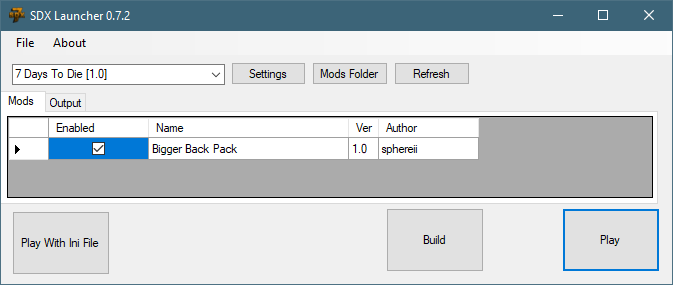 SDX Launcher 0.7.2
File About
7 Days To Die [1.0] Settings Mods Folder Refresh
Mods Output
Enabled Name Ver Author
Bigger Back Pack 1.0 sphereii
Play With Ini File Build Play